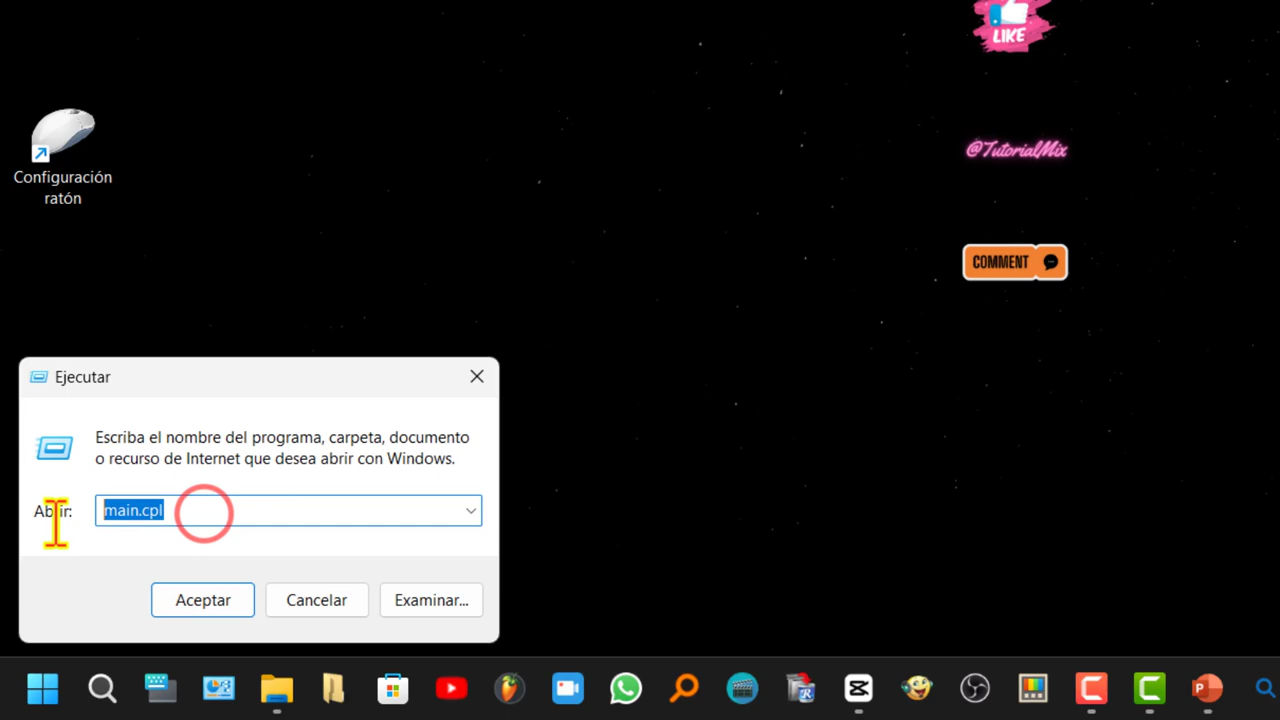 LIKE
@TutorialMix
COMMENT
Configuración
ratón
Ejecutar
Escriba el nombre del programa, carpeta, documento
o recurso de Internet que desea abrir con Windows.
Abrir:
main.cpl
Aceptar
Cancelar
Examinar...